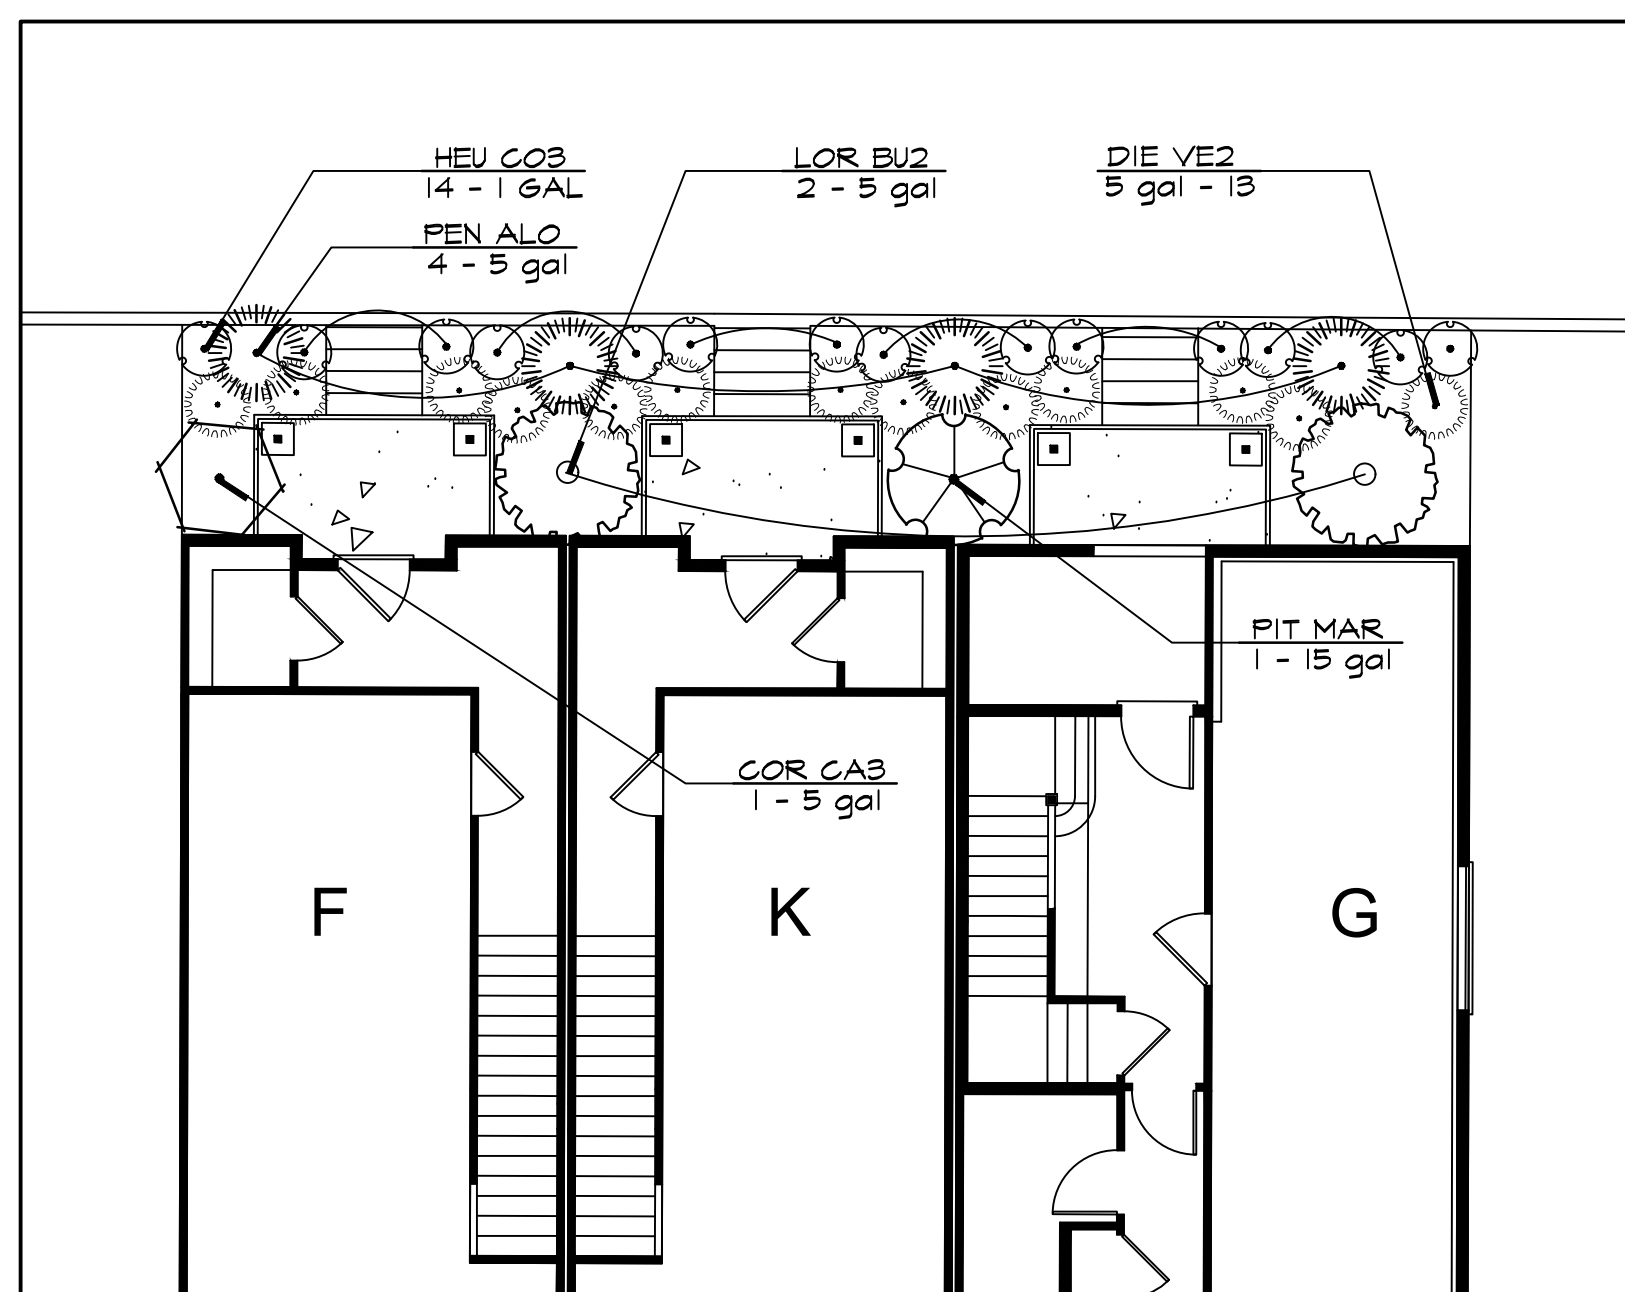 HEU CO3
14 - 1 GAL
LOR BU2
2 - 5 gal
DIE VE2
5 gal - 13
PEN ALO
4 - 5 gal
PIT MAR
1 - 15 gal
COR CA3
1 - 5 gal
F
K
G